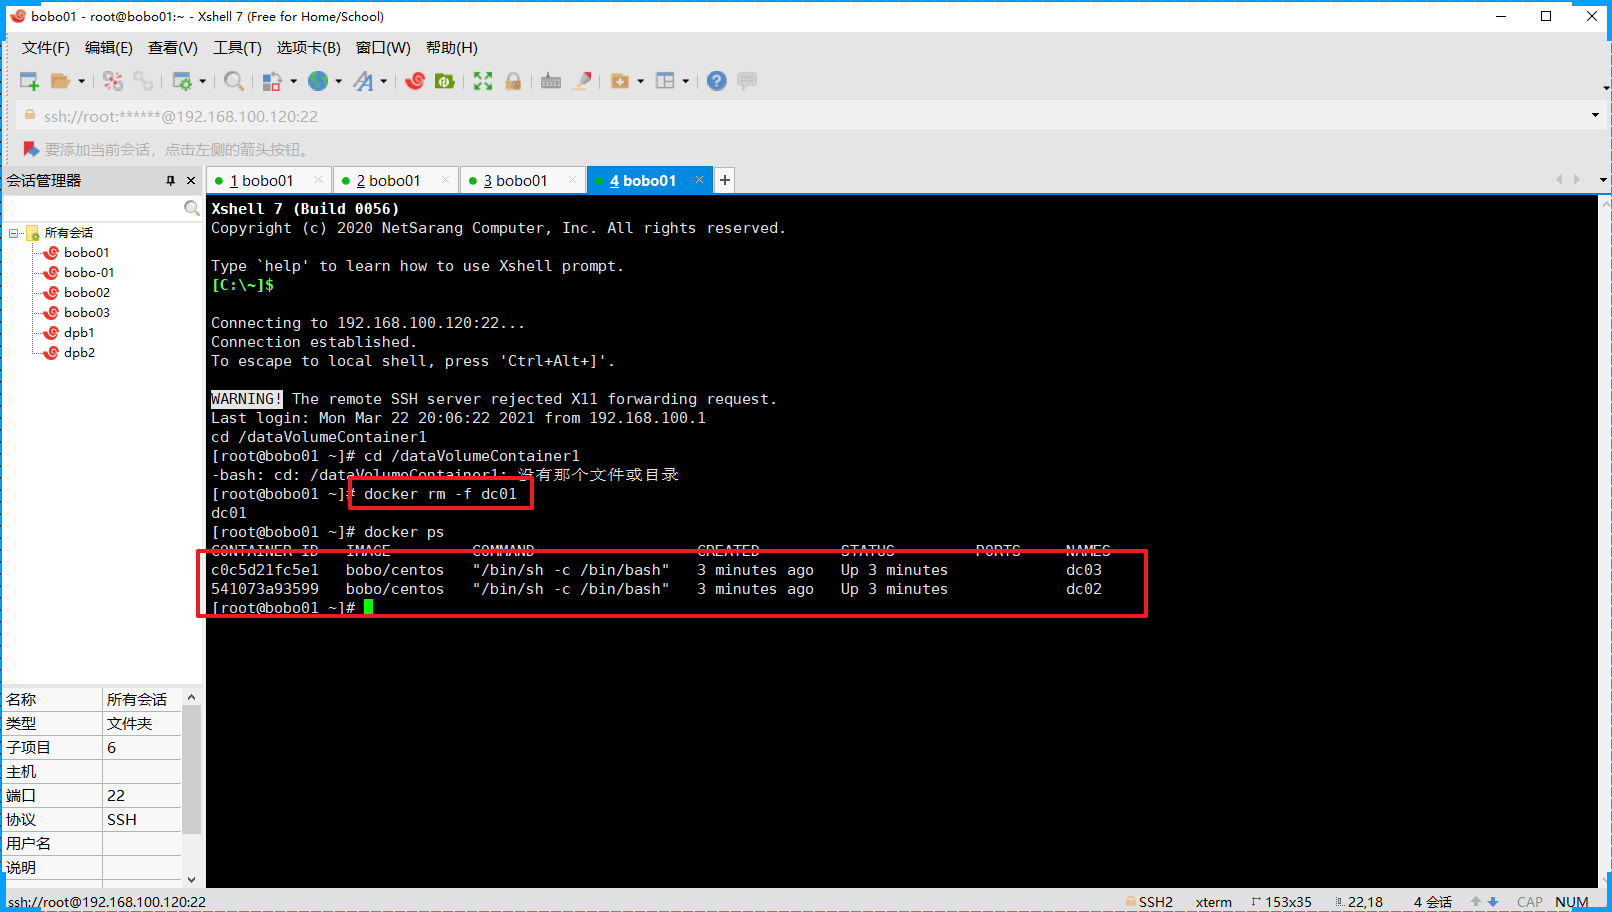 bobo01 - root@bobo01:~ - Xshell 7 (Free for Home/School)
文件(F) 编辑(E) 查看(V) 工具(T) 选项卡(B) 窗口(W) 帮助(H)
ssh://root:******@192.168.100.120:22
要添加当前会话，点击左侧的箭头按钮。
会话管理器
1 bobo01
2 bobo01
3 bobo01
4 bobo01
所有会话
bobo01
bobo-01
bobo02
bobo03
dpb1
dpb2
Xshell 7 (Build 0056)
Copyright (c) 2020 NetSarang Computer, Inc. All rights reserved.
Type `help' to learn how to use Xshell prompt.
[C:\~]$
Connecting to 192.168.100.120:22...
Connection established.
To escape to local shell, press 'Ctrl+Alt+]'.
WARNING! The remote SSH server rejected X11 forwarding request.
Last login: Mon Mar 22 20:06:22 2021 from 192.168.100.1
cd /dataVolumeContainer1
[root@bobo01 ~]# cd /dataVolumeContainer1
-bash: cd: /dataVolumeContainer1: 没有那个文件或目录
[root@bobo01 ~]# docker rm -f dc01
dc01
[root@bobo01 ~]# docker ps
CONTAINER ID IMAGE COMMAND CREATED STATUS PORTS NAMES
c0c5d21fc5e1 bobo/centos "/bin/sh -c /bin/bash" 3 minutes ago Up 3 minutes dc03
541073a93599 bobo/centos "/bin/sh -c /bin/bash" 3 minutes ago Up 3 minutes dc02
[root@bobo01 ~]#
名称 所有会话
类型 文件夹
子项目 6
主机
端口 22
协议 SSH
用户名
说明
ssh://root@192.168.100.120:22
SSH2 xterm 153x35 22,18 4 会话 CAP NUM